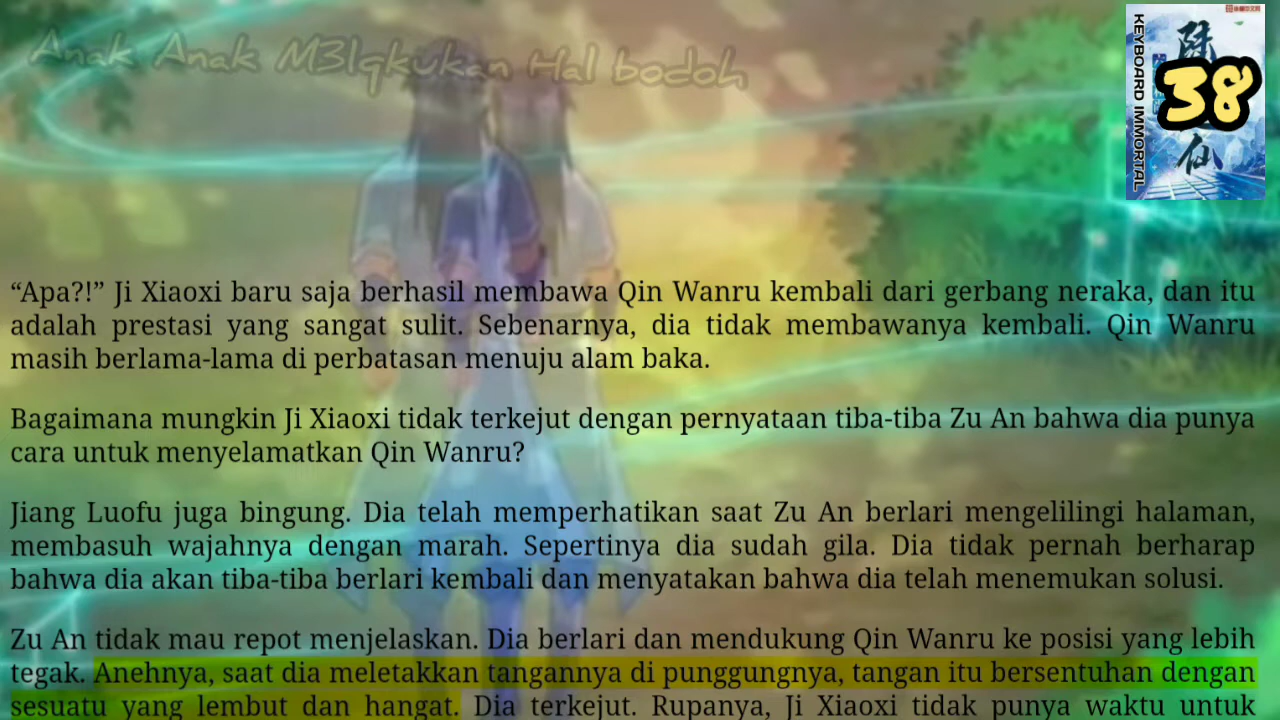 Anak Anak M3lqkukan Hal bodoh
KEYBOARD IMMORTAL
38
仙
“Apa?!” Ji Xiaoxi baru saja berhasil membawa Qin Wanru kembali dari gerbang neraka, dan itu
adalah prestasi yang sangat sulit. Sebenarnya, dia tidak membawanya kembali. Qin Wanru
masih berlama-lama di perbatasan menuju alam baka.
Bagaimana mungkin Ji Xiaoxi tidak terkejut dengan pernyataan tiba-tiba Zu An bahwa dia punya
cara untuk menyelamatkan Qin Wanru?
Jiang Luofu juga bingung. Dia telah memperhatikan saat Zu An berlari mengelilingi halaman,
membasuh wajahnya dengan marah. Sepertinya dia sudah gila. Dia tidak pernah berharap
bahwa dia akan tiba-tiba berlari kembali dan menyatakan bahwa dia telah menemukan solusi.
Zu An tidak mau repot menjelaskan. Dia berlari dan mendukung Qin Wanru ke posisi yang lebih
tegak. Anehnya, saat dia meletakkan tangannya di punggungnya, tangan itu bersentuhan dengan
sesuatu yang lembut dan hangat. Dia terkejut. Rupanya, Ji Xiaoxi tidak punya waktu untuk